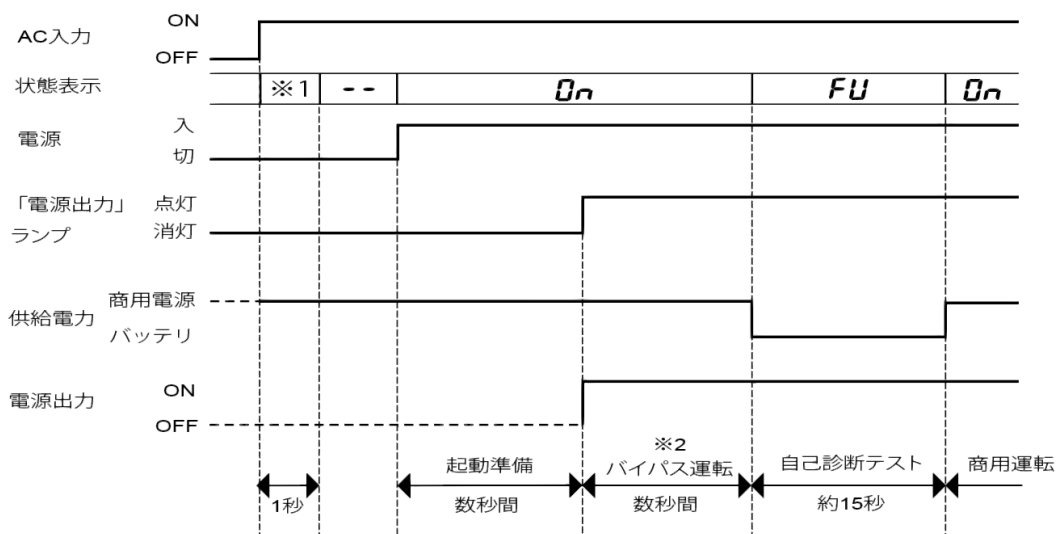 AC入力 ON
OFF
状態表示 ※1 -- On FU On
電源 入
切
「電源出力」 点灯
ランプ 消灯
供給電力 商用電源
バッテリ
電源出力 ON
OFF
※2
起動準備 バイパス運転 自己診断テスト 商用運転
1秒 数秒間 数秒間 約15秒